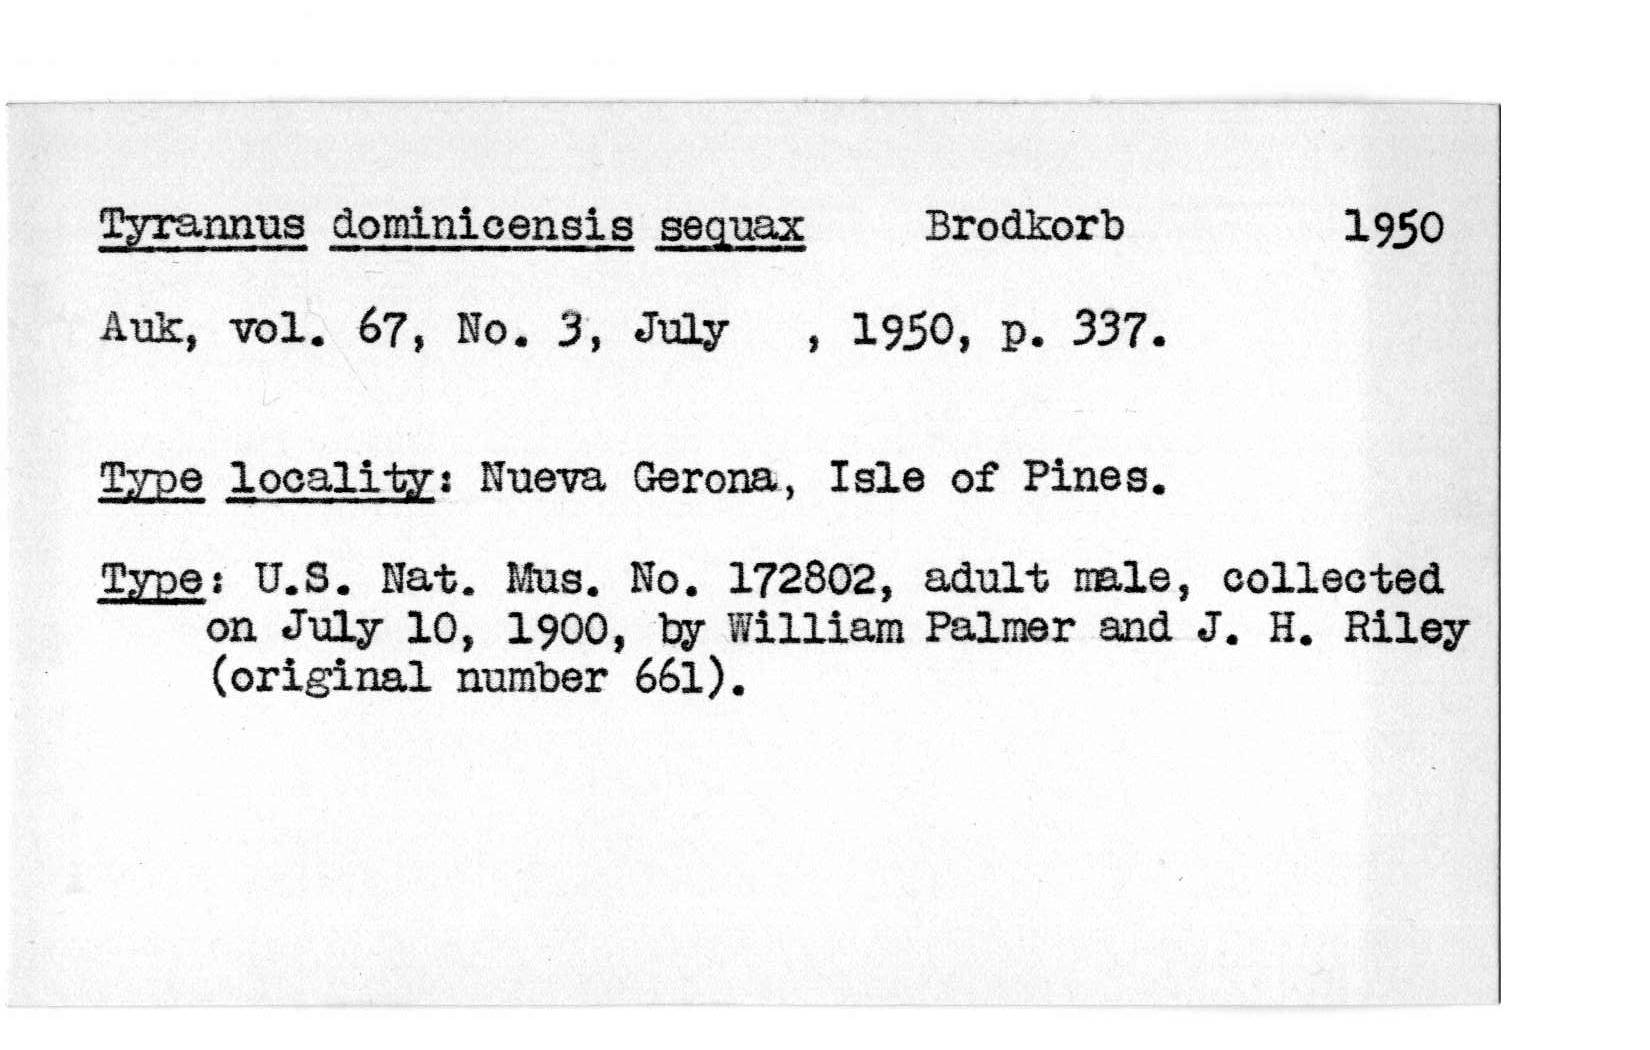 Tyrannus dominicensis sequax Brodkorb 1950
Auk, vol. 67, No. 3, July , 1950, p. 337.
Type locality: Nueva Gerona, Isle of Pines.
Type: U.S. Nat. Mus. No. 172802, adult male, collected
on July 10, 1900, by William Palmer and J. H. Riley
(original number 661).